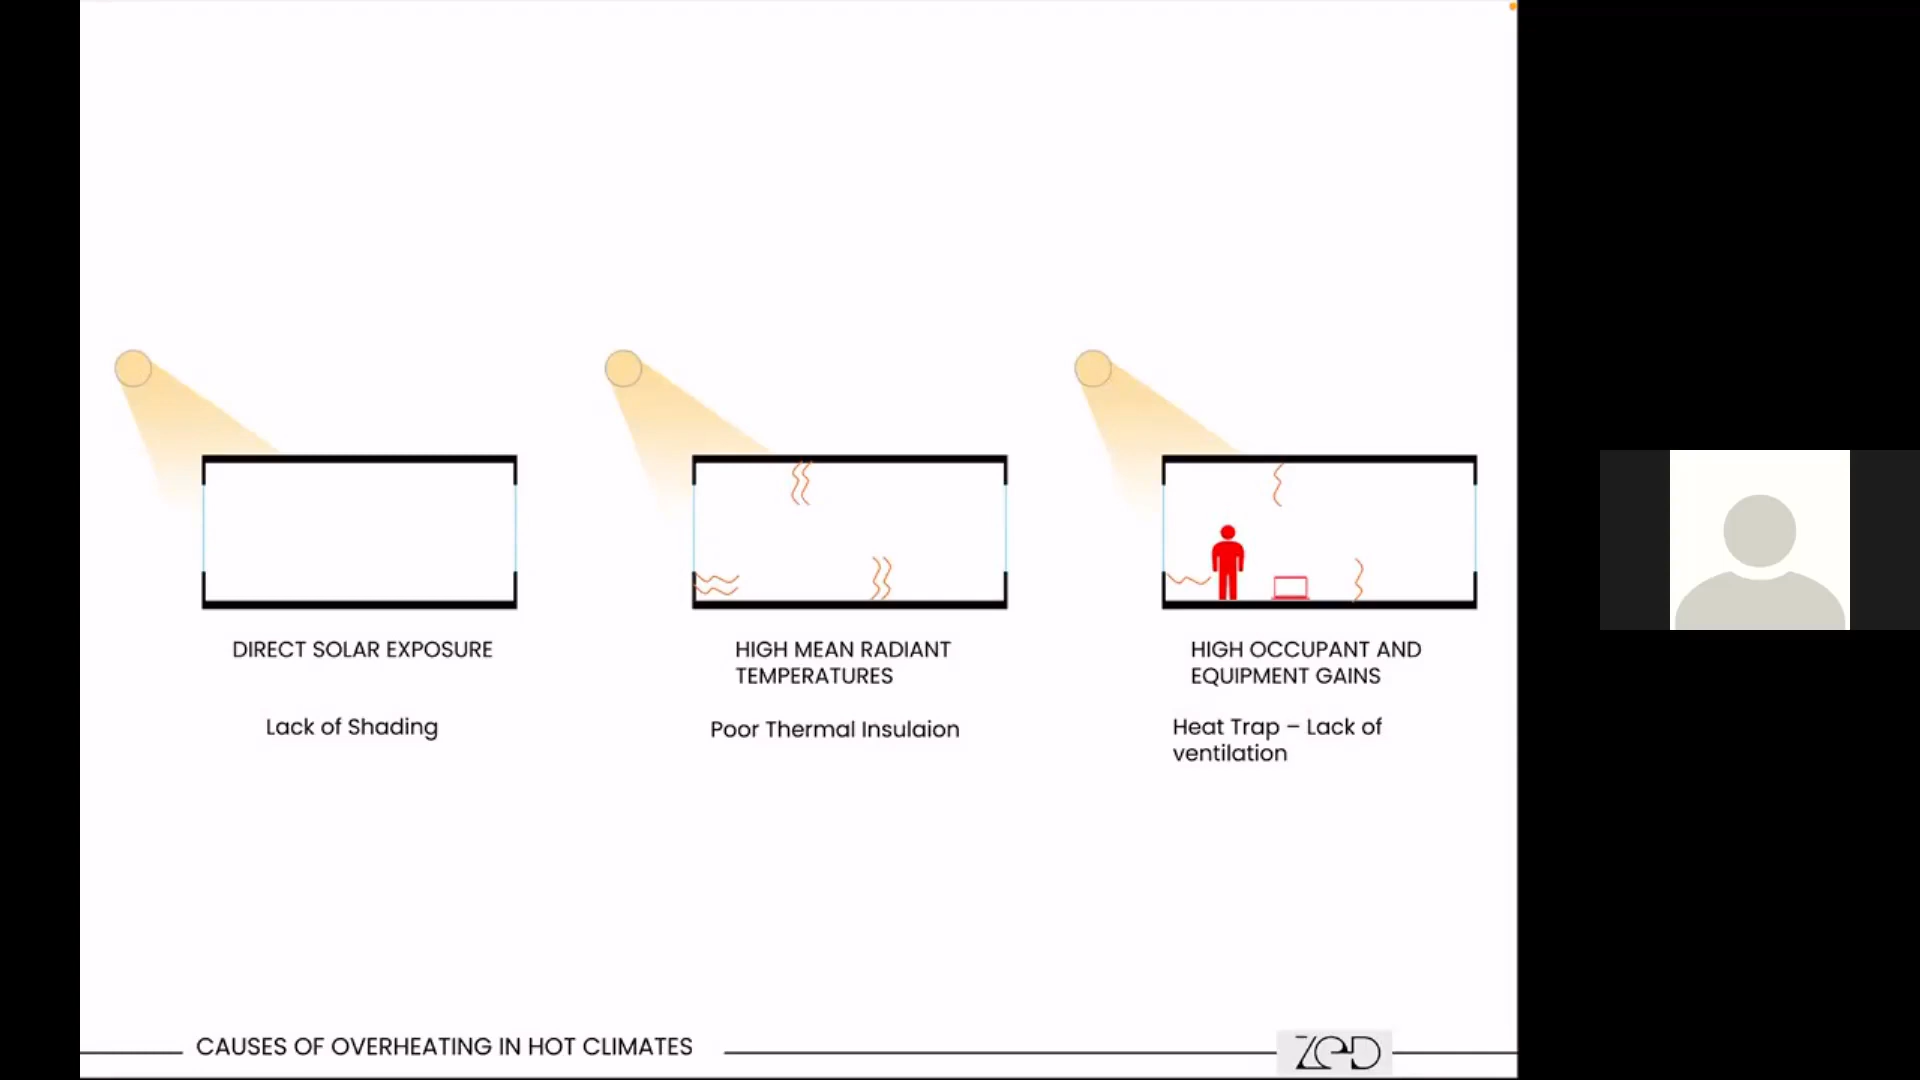 DIRECT SOLAR EXPOSURE
Lack of Shading
HIGH MEAN RADIANT
TEMPERATURES
Poor Thermal Insulaion
HIGH OCCUPANT AND
EQUIPMENT GAINS
Heat Trap – Lack of
ventilation
CAUSES OF OVERHEATING IN HOT CLIMATES
ZED